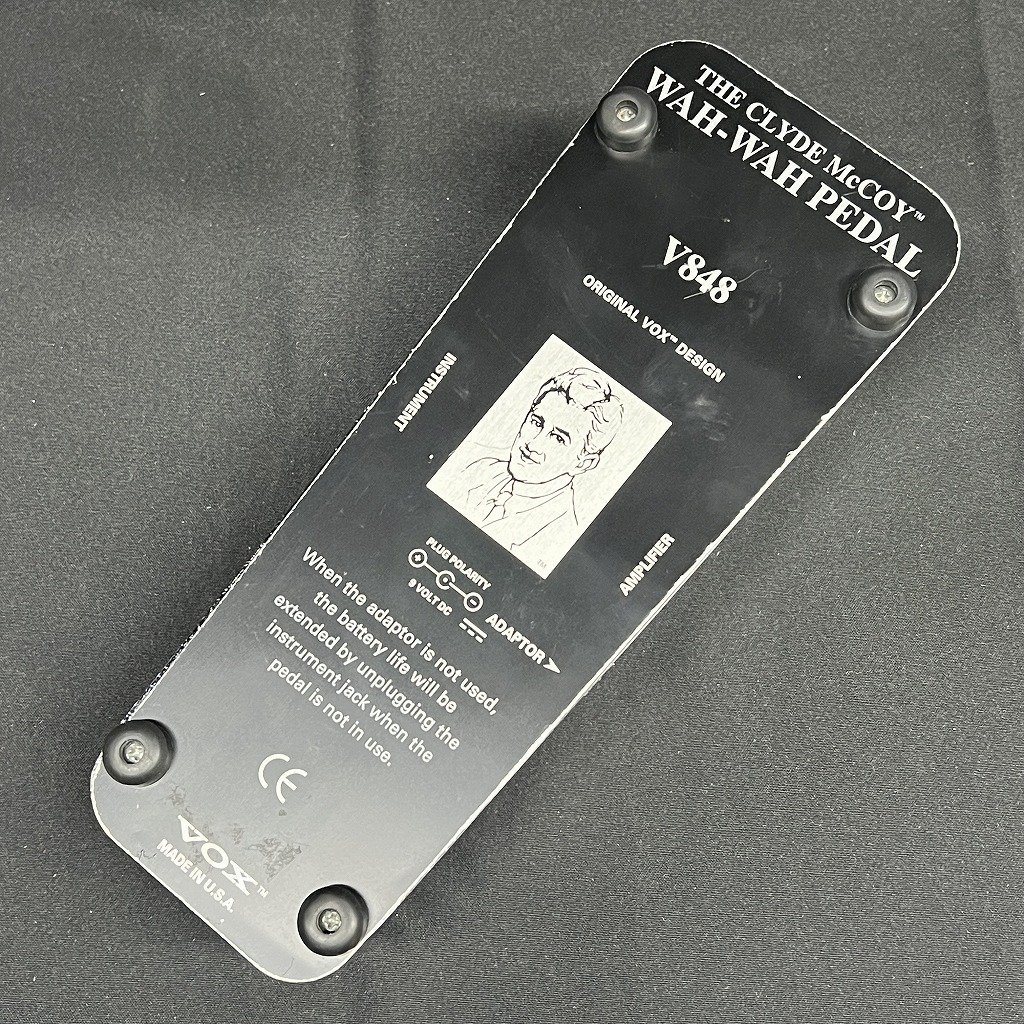 THE CLYDE McCOY™
WAH-WAH PEDAL
V848
ORIGINAL VOX™ DESIGN
INSTRUMENT
AMPLIFIER
TM
PLUG POLARITY
+ C −
9 VOLT DC
ADAPTOR ➤
When the adaptor is not used,
the battery life will be
extended by unplugging the
instrument jack when the
pedal is not in use.
CE
VOX™
MADE IN U.S.A.